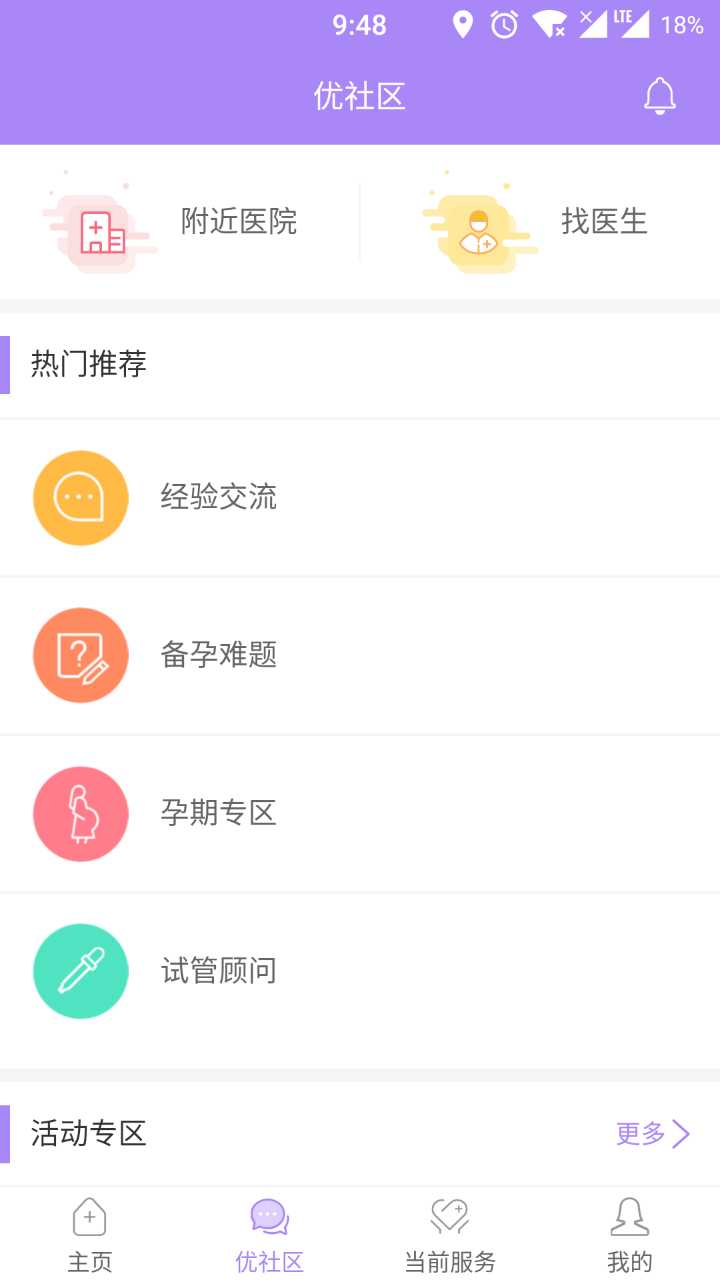 9:48 LTE 18%
优社区
附近医院 找医生
热门推荐
经验交流
备孕难题
孕期专区
试管顾问
活动专区 更多
主页 优社区 当前服务 我的